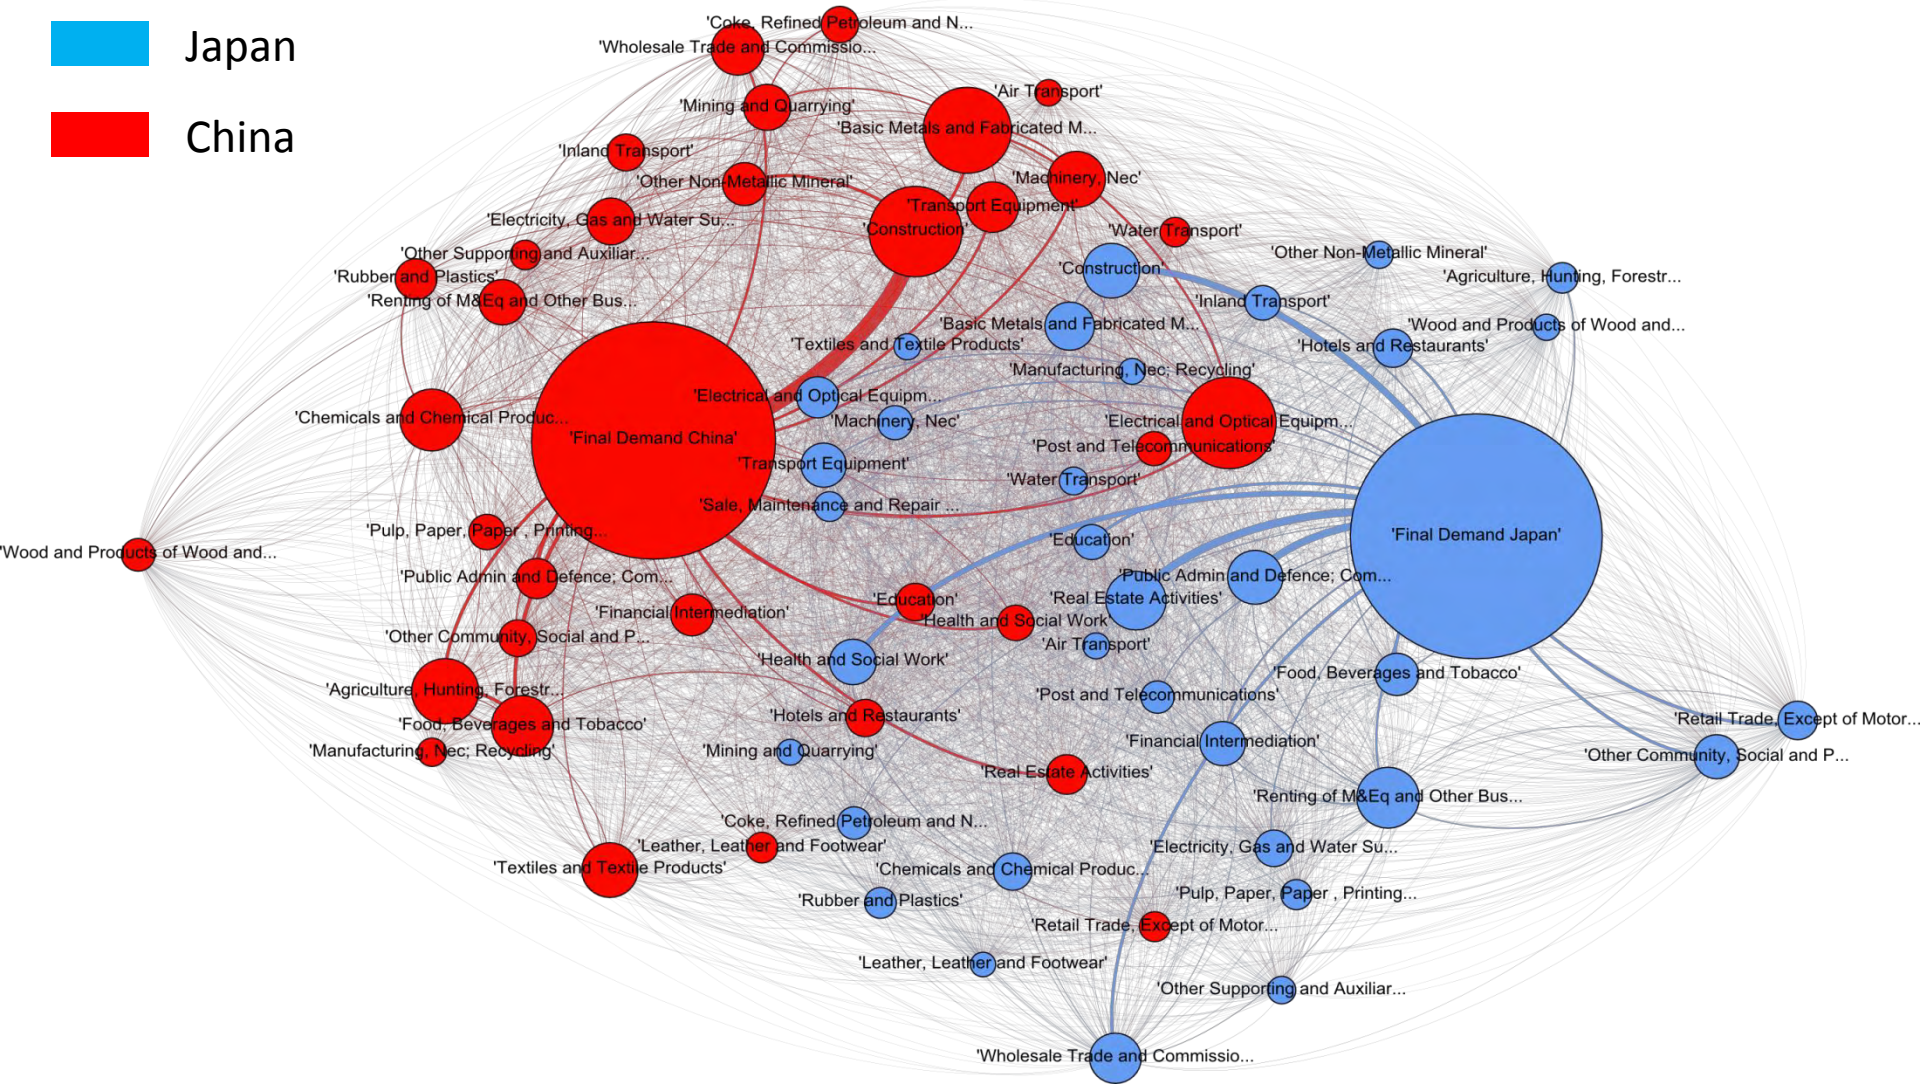 Japan
China
'Coke, Refined Petroleum and N...
'Wholesale Trade and Commissio...
'Air Transport'
'Mining and Quarrying'
'Basic Metals and Fabricated M...
'Inland Transport'
'Machinery, Nec'
'Other Non-Metallic Mineral'
'Transport Equipment'
'Electricity, Gas and Water Su...
'Construction'
'Water Transport'
'Other Supporting and Auxiliar...
'Other Non-Metallic Mineral'
'Construction'
'Rubber and Plastics'
'Agriculture, Hunting, Forestr...
'Renting of M&Eq and Other Bus...
'Inland Transport'
'Basic Metals and Fabricated M...
'Wood and Products of Wood and...
'Textiles and Textile Products'
'Hotels and Restaurants'
'Manufacturing, Nec; Recycling'
'Electrical and Optical Equipm...
'Chemicals and Chemical Produc...
'Machinery, Nec'
'Electrical and Optical Equipm...
'Final Demand China'
'Post and Telecommunications'
'Transport Equipment'
'Water Transport'
'Sale, Maintenance and Repair ...
'Pulp, Paper, Paper , Printing...
'Final Demand Japan'
'Education'
'Wood and Products of Wood and...
'Public Admin and Defence; Com...
'Public Admin and Defence; Com...
'Education'
'Real Estate Activities'
'Financial Intermediation'
'Health and Social Work'
'Other Community, Social and P...
'Air Transport'
'Health and Social Work'
'Food, Beverages and Tobacco'
'Agriculture, Hunting, Forestr...
'Post and Telecommunications'
'Hotels and Restaurants'
'Retail Trade, Except of Motor...
'Food, Beverages and Tobacco'
'Financial Intermediation'
'Manufacturing, Nec; Recycling'
'Mining and Quarrying'
'Other Community, Social and P...
'Real Estate Activities'
'Renting of M&Eq and Other Bus...
'Coke, Refined Petroleum and N...
'Leather, Leather and Footwear'
'Electricity, Gas and Water Su...
'Textiles and Textile Products'
'Chemicals and Chemical Produc...
'Pulp, Paper, Paper , Printing...
'Rubber and Plastics'
'Retail Trade, Except of Motor...
'Leather, Leather and Footwear'
'Other Supporting and Auxiliar...
'Wholesale Trade and Commissio...